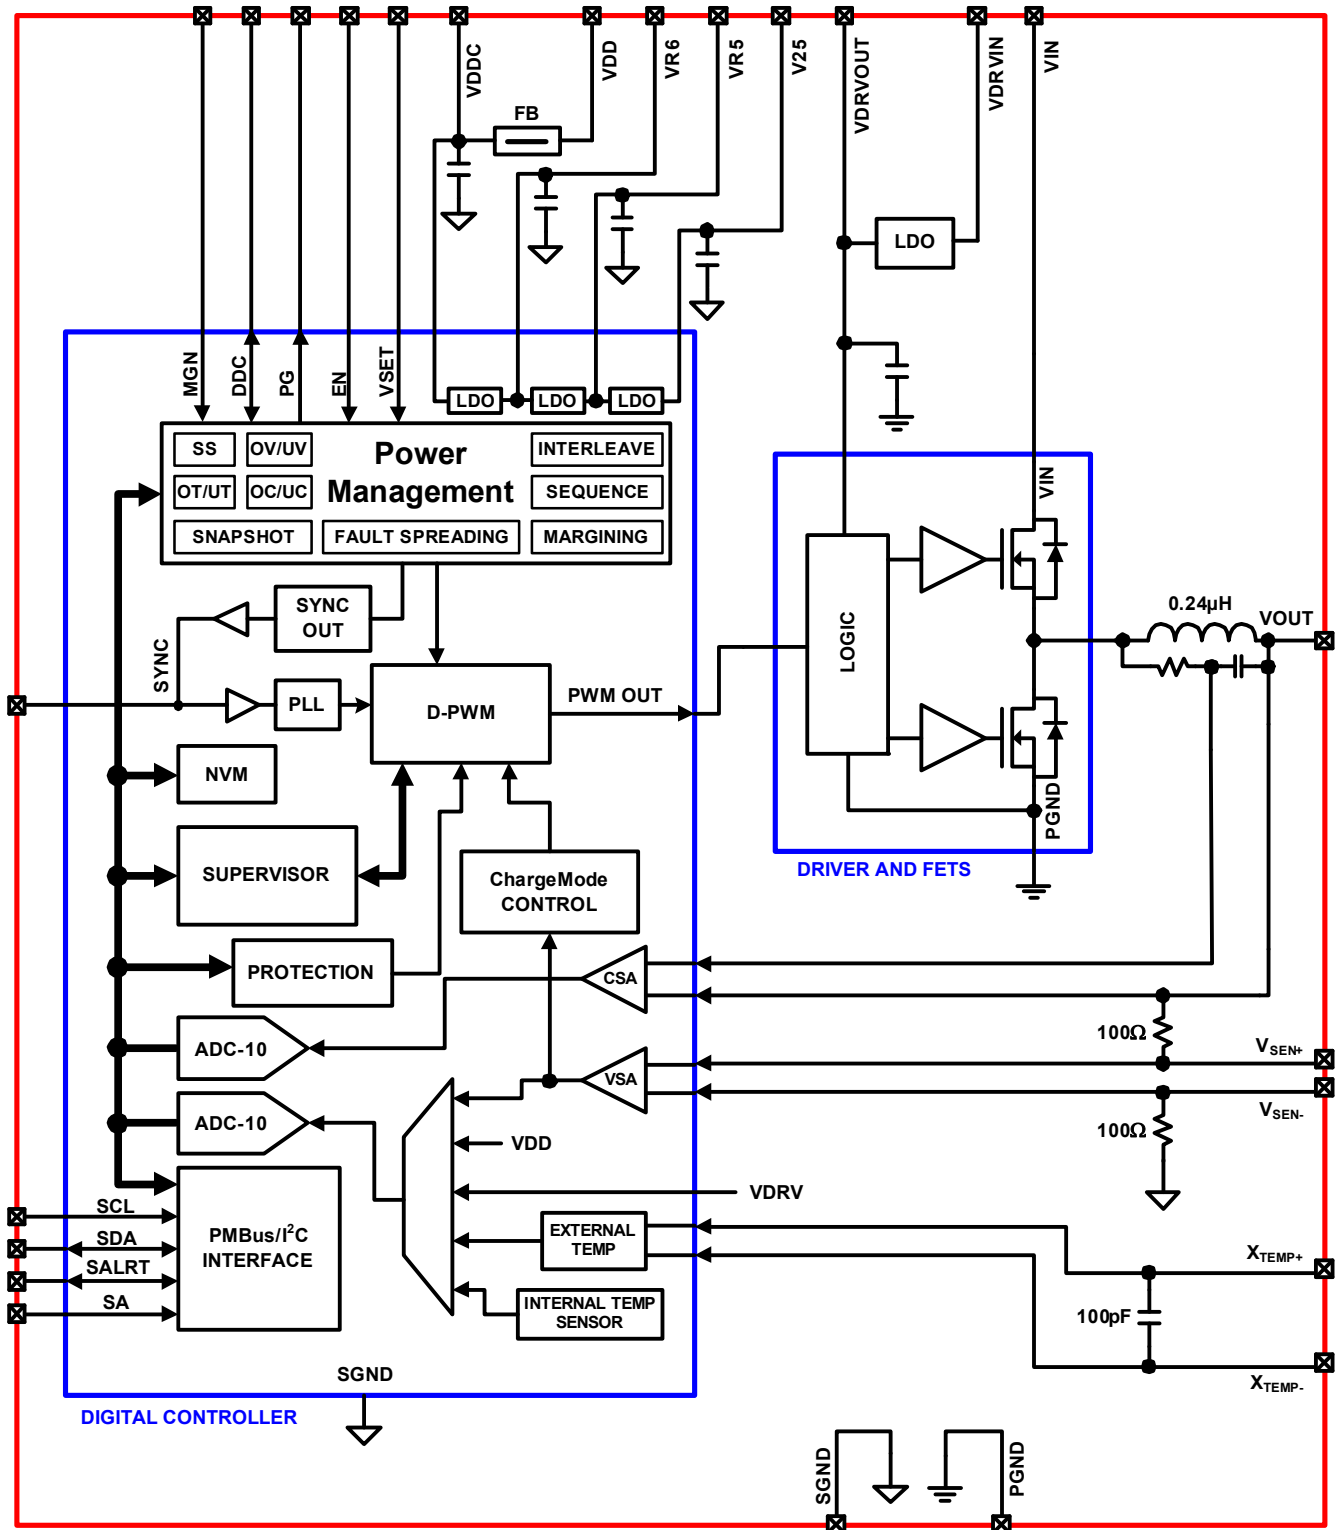 VDDC
VDD
VR6
VR5
V25
VDRVOUT
VDRVIN
VIN
FB
LDO
MGN
DDC
PG
EN
VSET
LDO
LDO
LDO
SS
OV/UV
Power
Management
INTERLEAVE
OT/UT
OC/UC
SEQUENCE
SNAPSHOT
FAULT SPREADING
MARGINING
VIN
SYNC
OUT
SYNC
PLL
D-PWM
PWM OUT
LOGIC
0.24µH
VOUT
NVM
PGND
SUPERVISOR
ChargeMode
CONTROL
DRIVER AND FETS
PROTECTION
CSA
ADC-10
100Ω
VSEN+
VSA
ADC-10
VSEN-
100Ω
VDD
VDRV
SCL
SDA
SALRT
SA
PMBus/I²C
INTERFACE
EXTERNAL
TEMP
XTEMP+
INTERNAL TEMP
SENSOR
100pF
XTEMP-
SGND
DIGITAL CONTROLLER
SGND
PGND